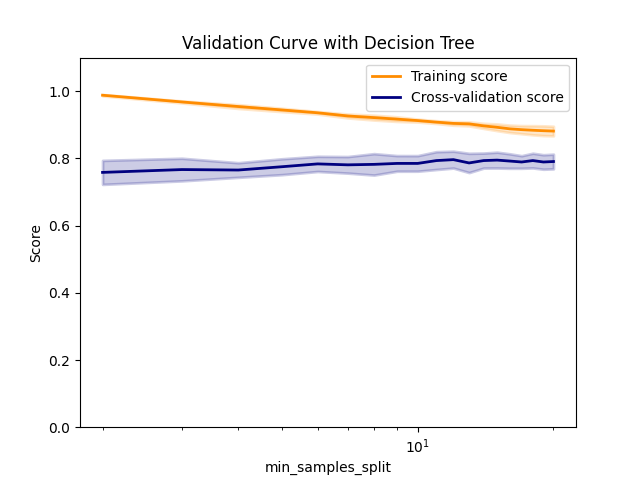 Validation Curve with Decision Tree
Training score
Cross-validation score
1.0
0.8
0.6
0.4
0.2
0.0
Score
10¹
min_samples_split